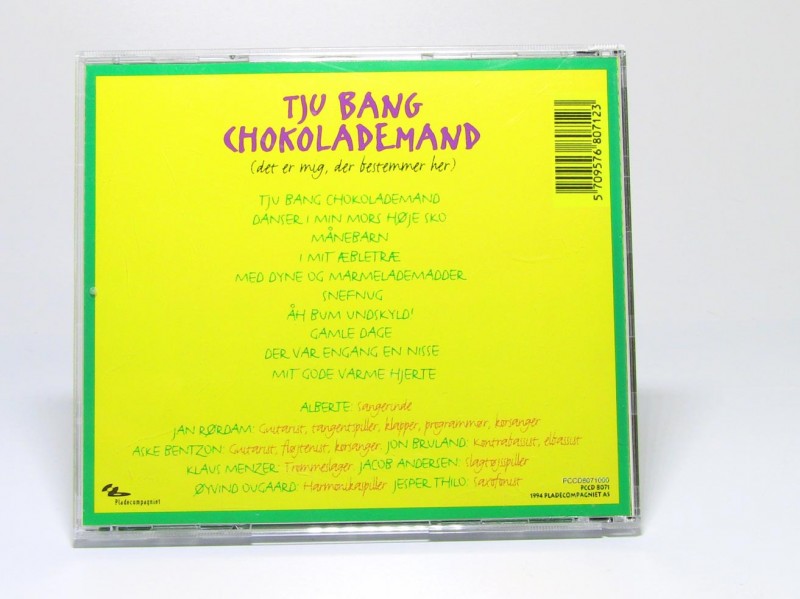 TJU BANG
CHOKOLADEMAND
(det er mig, der bestemmer her)
TJU BANG CHOKOLADEMAND
DANSER I MIN MORS HØJE SKO
MÅNEBARN
I MIT ÆBLETRÆ
MED DYNE OG MARMELADEMADDER
SNEFNUG
ÅH BUM UNDSKYLD!
GAMLE DAGE
DER VAR ENGANG EN NISSE
MIT GODE VARME HJERTE
ALBERTE: Sangerinde
JAN RØRDAM: Guitarist, tangentspiller, klapper, programmør, korsanger
ASKE BENTZON: Guitarist, fløjtenist, korsanger, JON BRULAND: Kontrabassist, elbassist
KLAUS MENZER: Trommeslager, JACOB ANDERSEN: Slagtøjsspiller
ØYVIND OUGAARD: Harmonikaspiller JESPER THILO: Saxofonist
Pladecompagniet
PCCD8071000
PCCD 8071
1994 PLADECOMPAGNIET AS
5 709576 807123